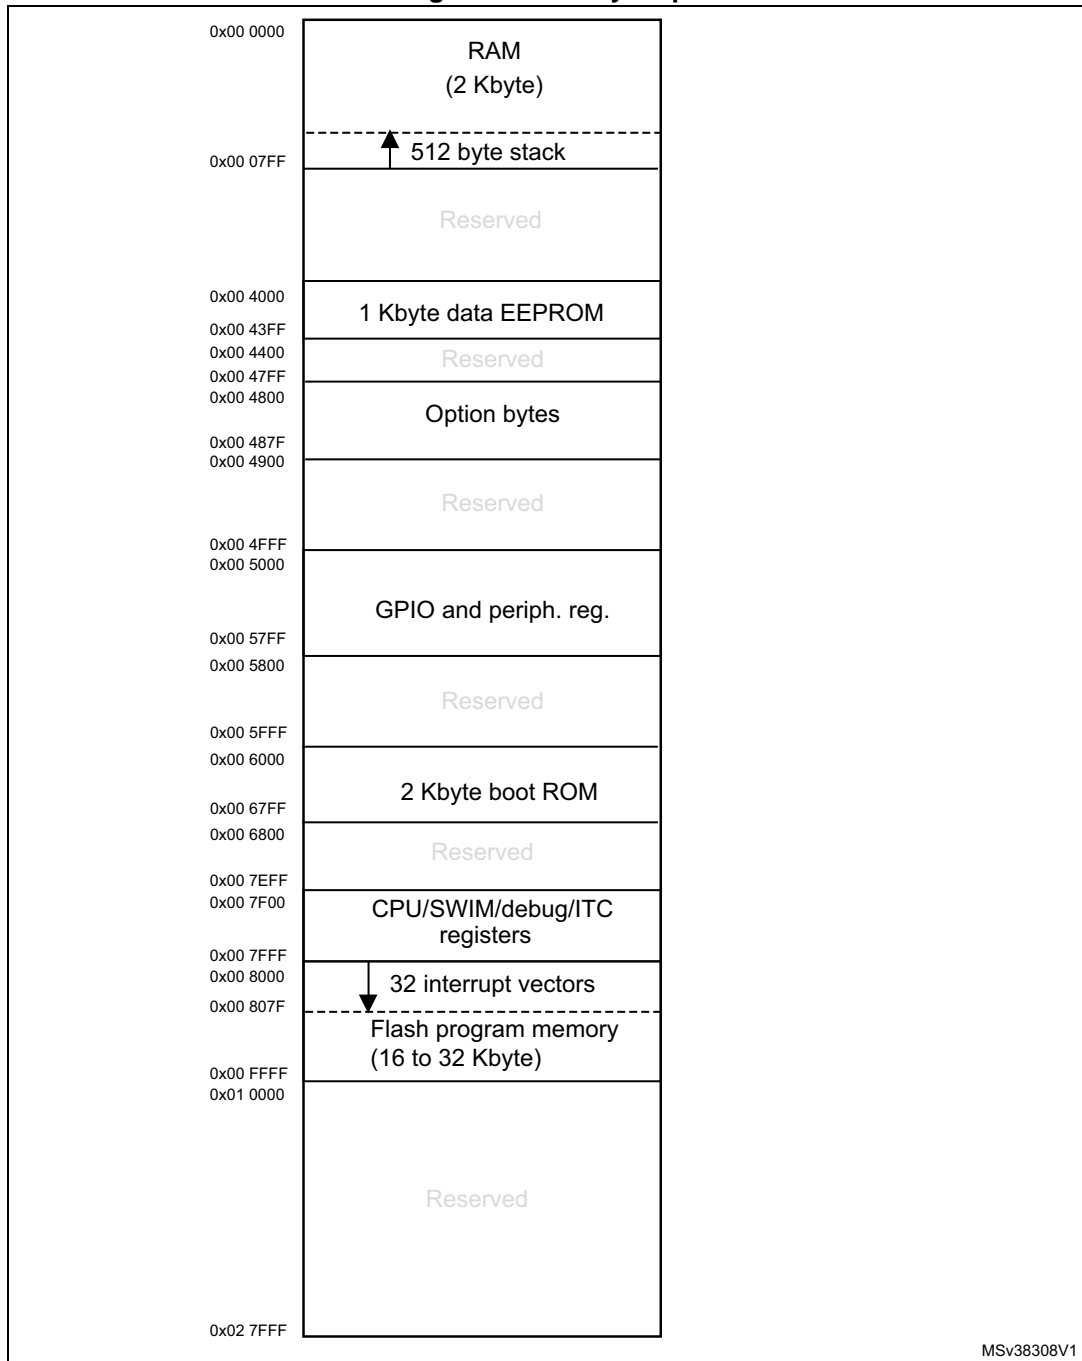 0x00 0000
RAM
(2 Kbyte)
512 byte stack
0x00 07FF
Reserved
0x00 4000
1 Kbyte data EEPROM
0x00 43FF
0x00 4400
Reserved
0x00 47FF
0x00 4800
Option bytes
0x00 487F
0x00 4900
Reserved
0x00 4FFF
0x00 5000
GPIO and periph. reg.
0x00 57FF
0x00 5800
Reserved
0x00 5FFF
0x00 6000
2 Kbyte boot ROM
0x00 67FF
0x00 6800
Reserved
0x00 7EFF
0x00 7F00
CPU/SWIM/debug/ITC
registers
0x00 7FFF
0x00 8000
32 interrupt vectors
0x00 807F
Flash program memory
(16 to 32 Kbyte)
0x00 FFFF
0x01 0000
Reserved
0x02 7FFF
MSv38308V1